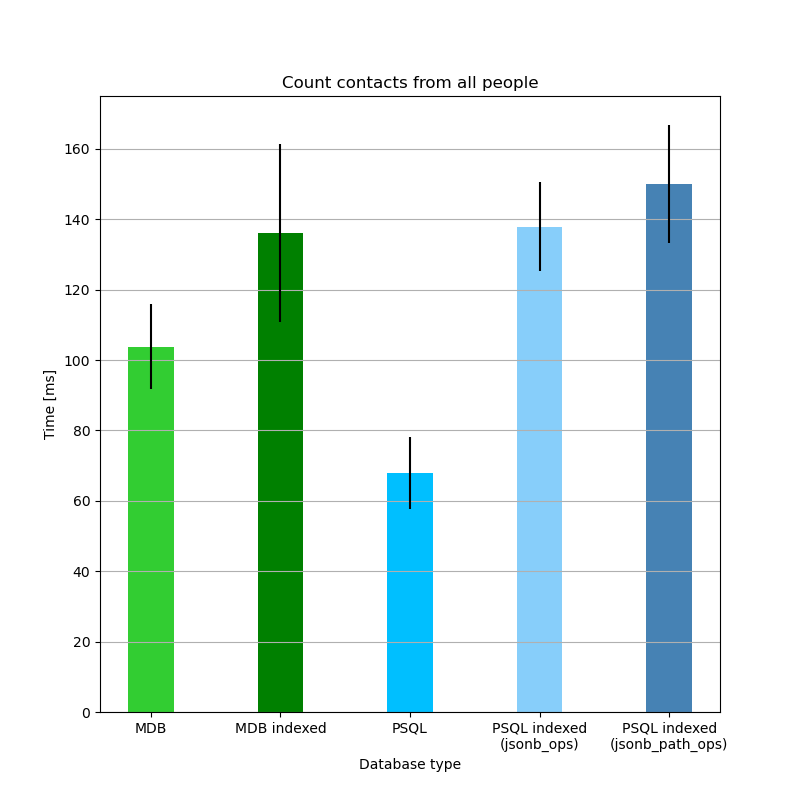 Count contacts from all people
Time [ms]
160
140
120
100
80
60
40
20
0
MDB
MDB indexed
PSQL
PSQL indexed
(jsonb_ops)
PSQL indexed
(jsonb_path_ops)
Database type